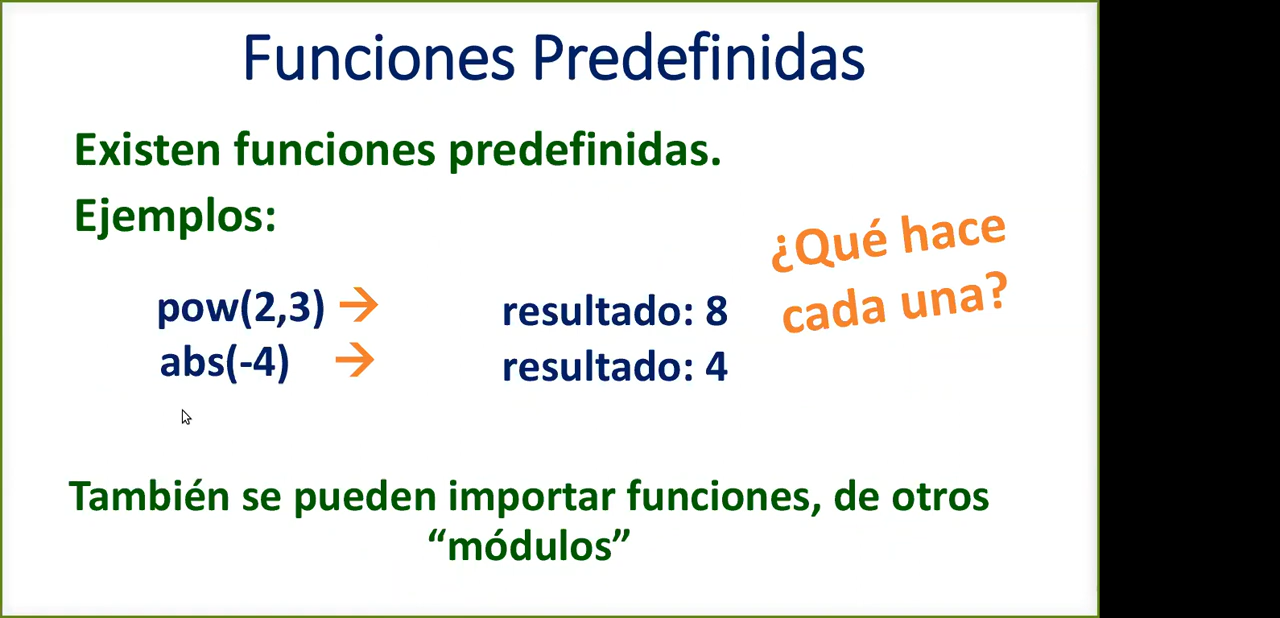 Funciones Predefinidas
Existen funciones predefinidas.
Ejemplos:
¿Qué hace
cada una?
pow(2,3) → resultado: 8
abs(-4) → resultado: 4
También se pueden importar funciones, de otros
“módulos”